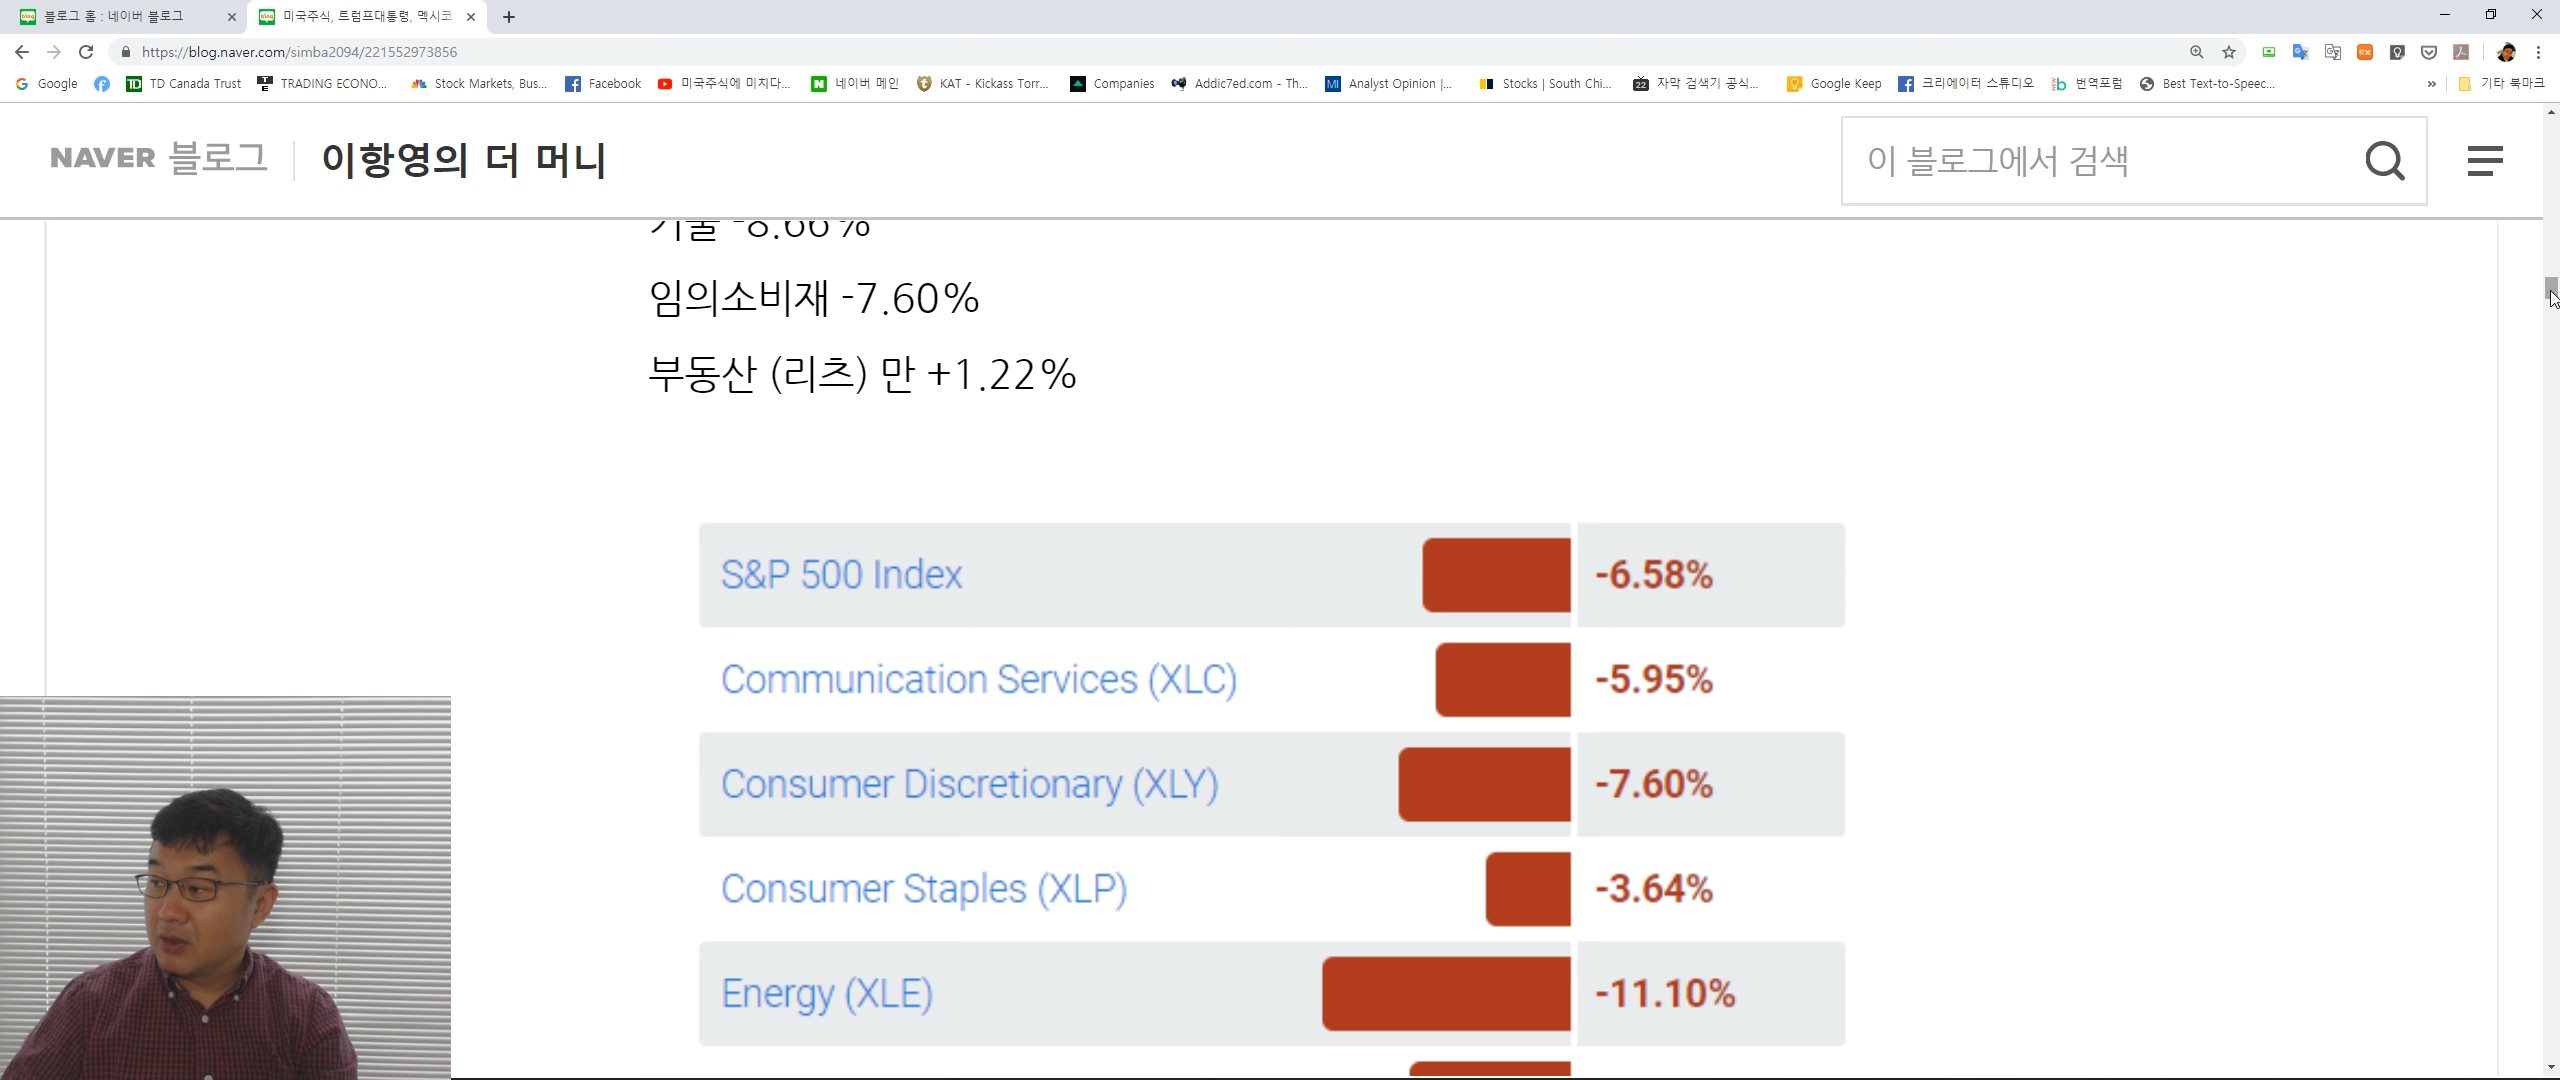 블로그 홈 : 네이버 블로그
미국주식, 트럼프대통령, 멕시코
https://blog.naver.com/simba2094/221552973856
Google
TD Canada Trust
TRADING ECONO...
Stock Markets, Bus...
Facebook
미국주식에 미치다...
네이버 메인
KAT - Kickass Torr...
Companies
Addic7ed.com - Th...
Analyst Opinion |...
Stocks | South Chi...
자막 검색기 공식...
Google Keep
크리에이터 스튜디오
번역포럼
Best Text-to-Speec...
기타 북마크
NAVER 블로그
이항영의 더 머니
이 블로그에서 검색
기술 -8.66%
임의소비재 -7.60%
부동산 (리츠) 만 +1.22%
S&P 500 Index -6.58%
Communication Services (XLC) -5.95%
Consumer Discretionary (XLY) -7.60%
Consumer Staples (XLP) -3.64%
Energy (XLE) -11.10%